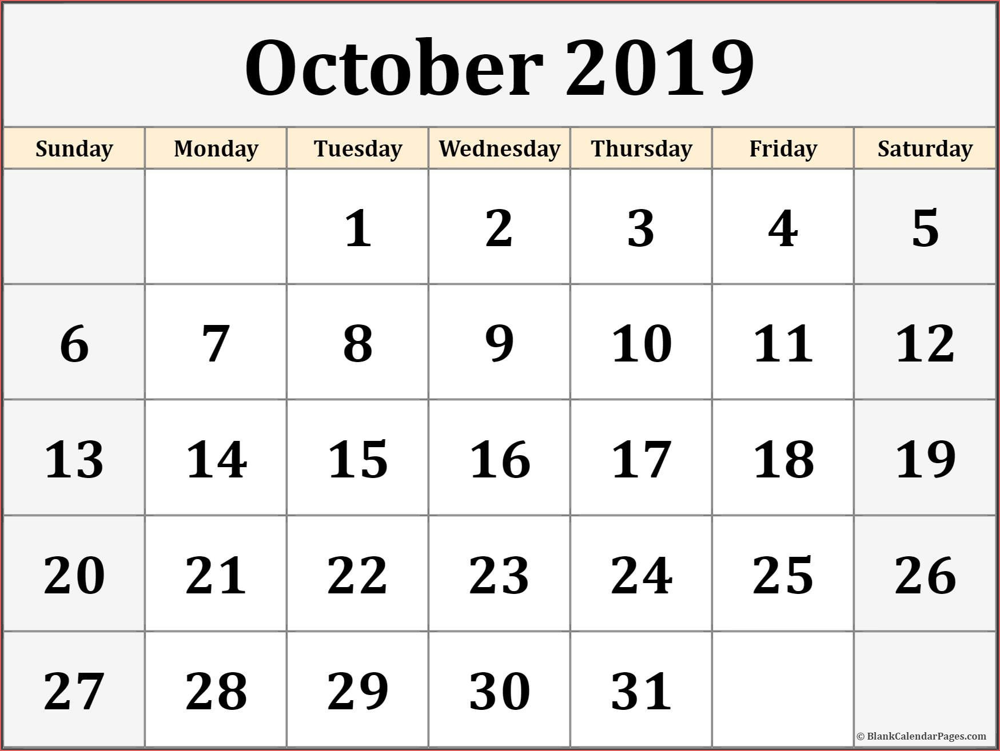 October 2019
Sunday Monday Tuesday Wednesday Thursday Friday Saturday
1 2 3 4 5
6 7 8 9 10 11 12
13 14 15 16 17 18 19
20 21 22 23 24 25 26
27 28 29 30 31
© BlankCalendarPages.com